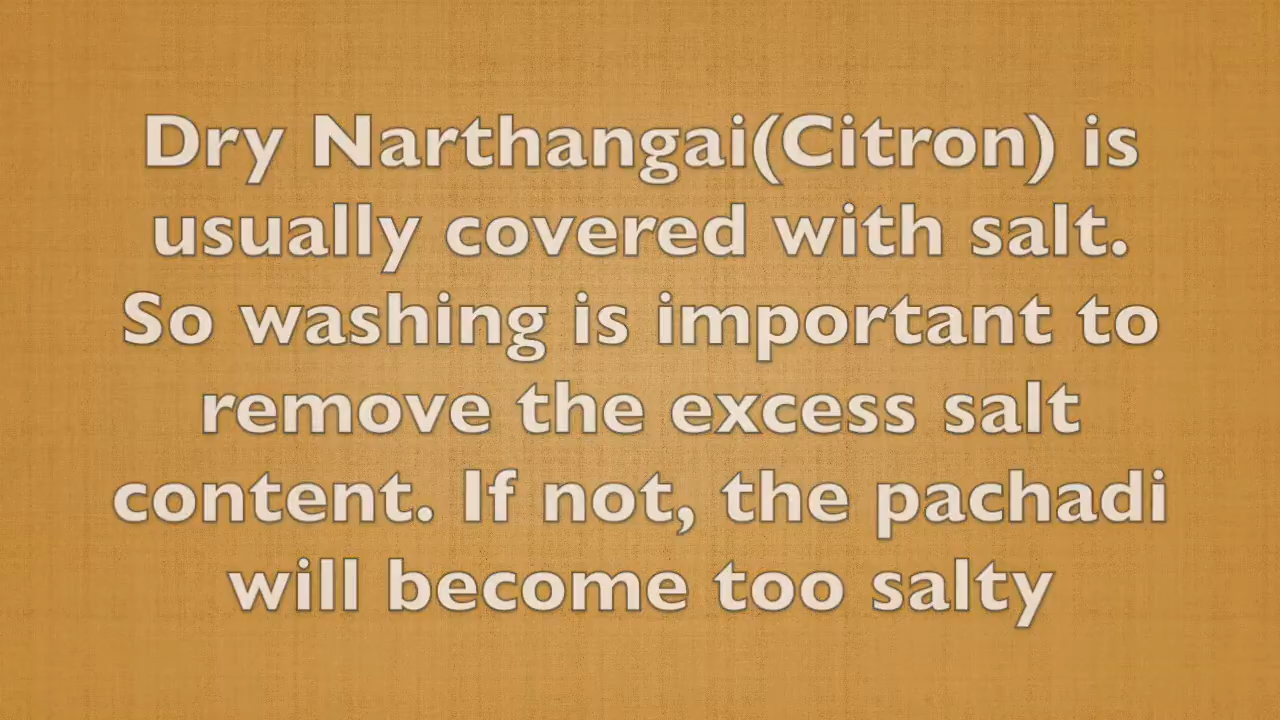 Dry Narthangai(Citron) is
usually covered with salt.
So washing is important to
remove the excess salt
content. If not, the pachadi
will become too salty